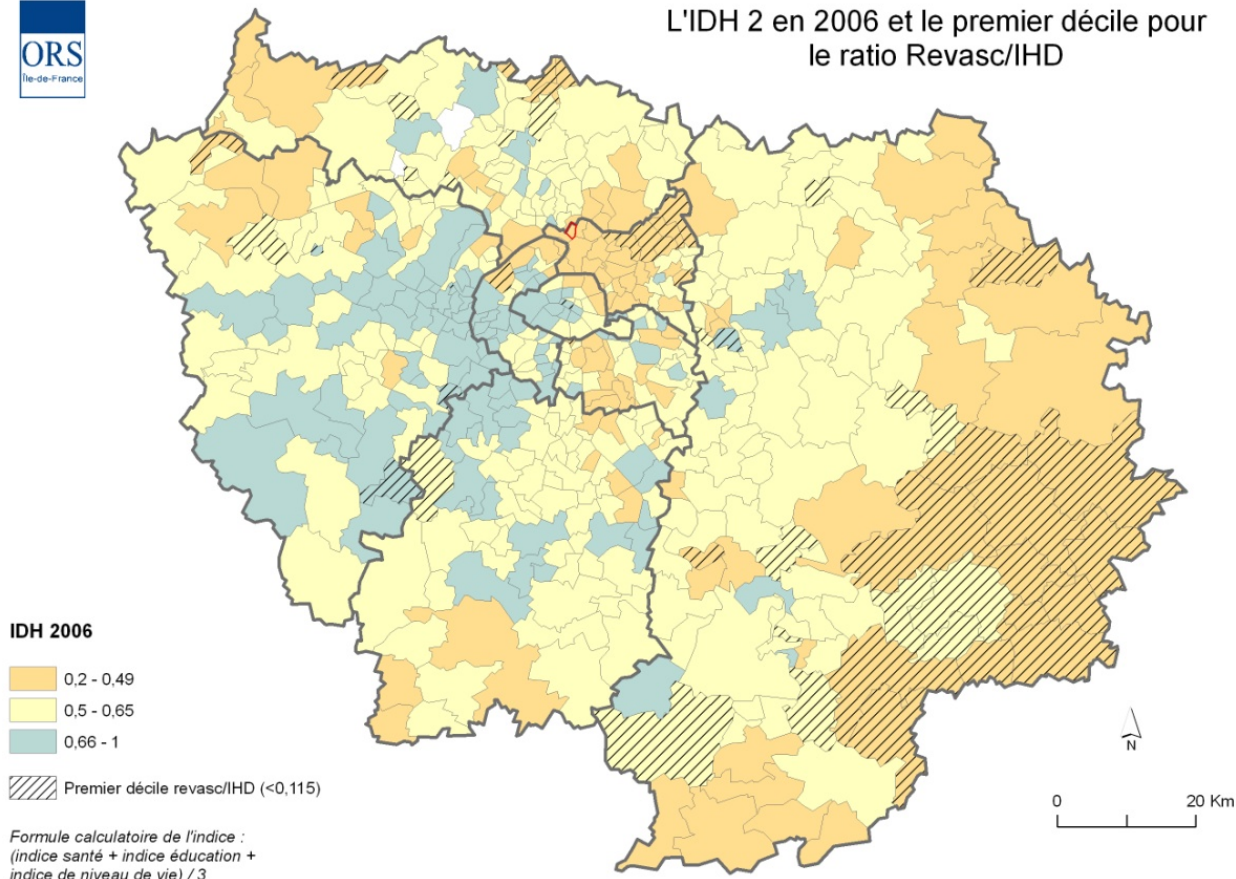 ORS
Île-de-France
L'IDH 2 en 2006 et le premier décile pour
le ratio Revasc/IHD
IDH 2006
0,2 - 0,49
0,5 - 0,65
0,66 - 1
Premier décile revasc/IHD (<0,115)
Formule calculatoire de l'indice :
(indice santé + indice éducation +
indice de niveau de vie) / 3
N
0 20 Km